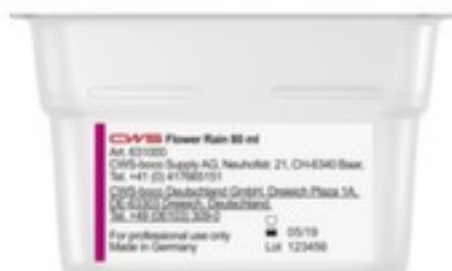 CWS Flower Rain 80 ml
Art. 631000
CWS-boco Supply AG, Neuhofstr. 21, CH-6340 Baar,
Tel. +41 (0) 417665151
CWS-boco Deutschland GmbH, Dreieich Plaza 1A,
DE-63303 Dreieich, Deutschland,
Tel. +49 (06103) 309-0
For professional use only
Made in Germany
05/19
Lot 123456